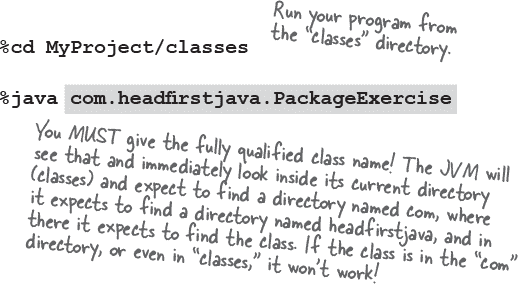 Run your program from
the "classes" directory.
%cd MyProject/classes
%java com.headfirstjava.PackageExercise
You MUST give the fully qualified class name! The JVM will
see that and immediately look inside its current directory
(classes) and expect to find a directory named com, where
it expects to find a directory named headfirstjava, and in
there it expects to find the class. If the class is in the "com"
directory, or even in "classes," it won't work!